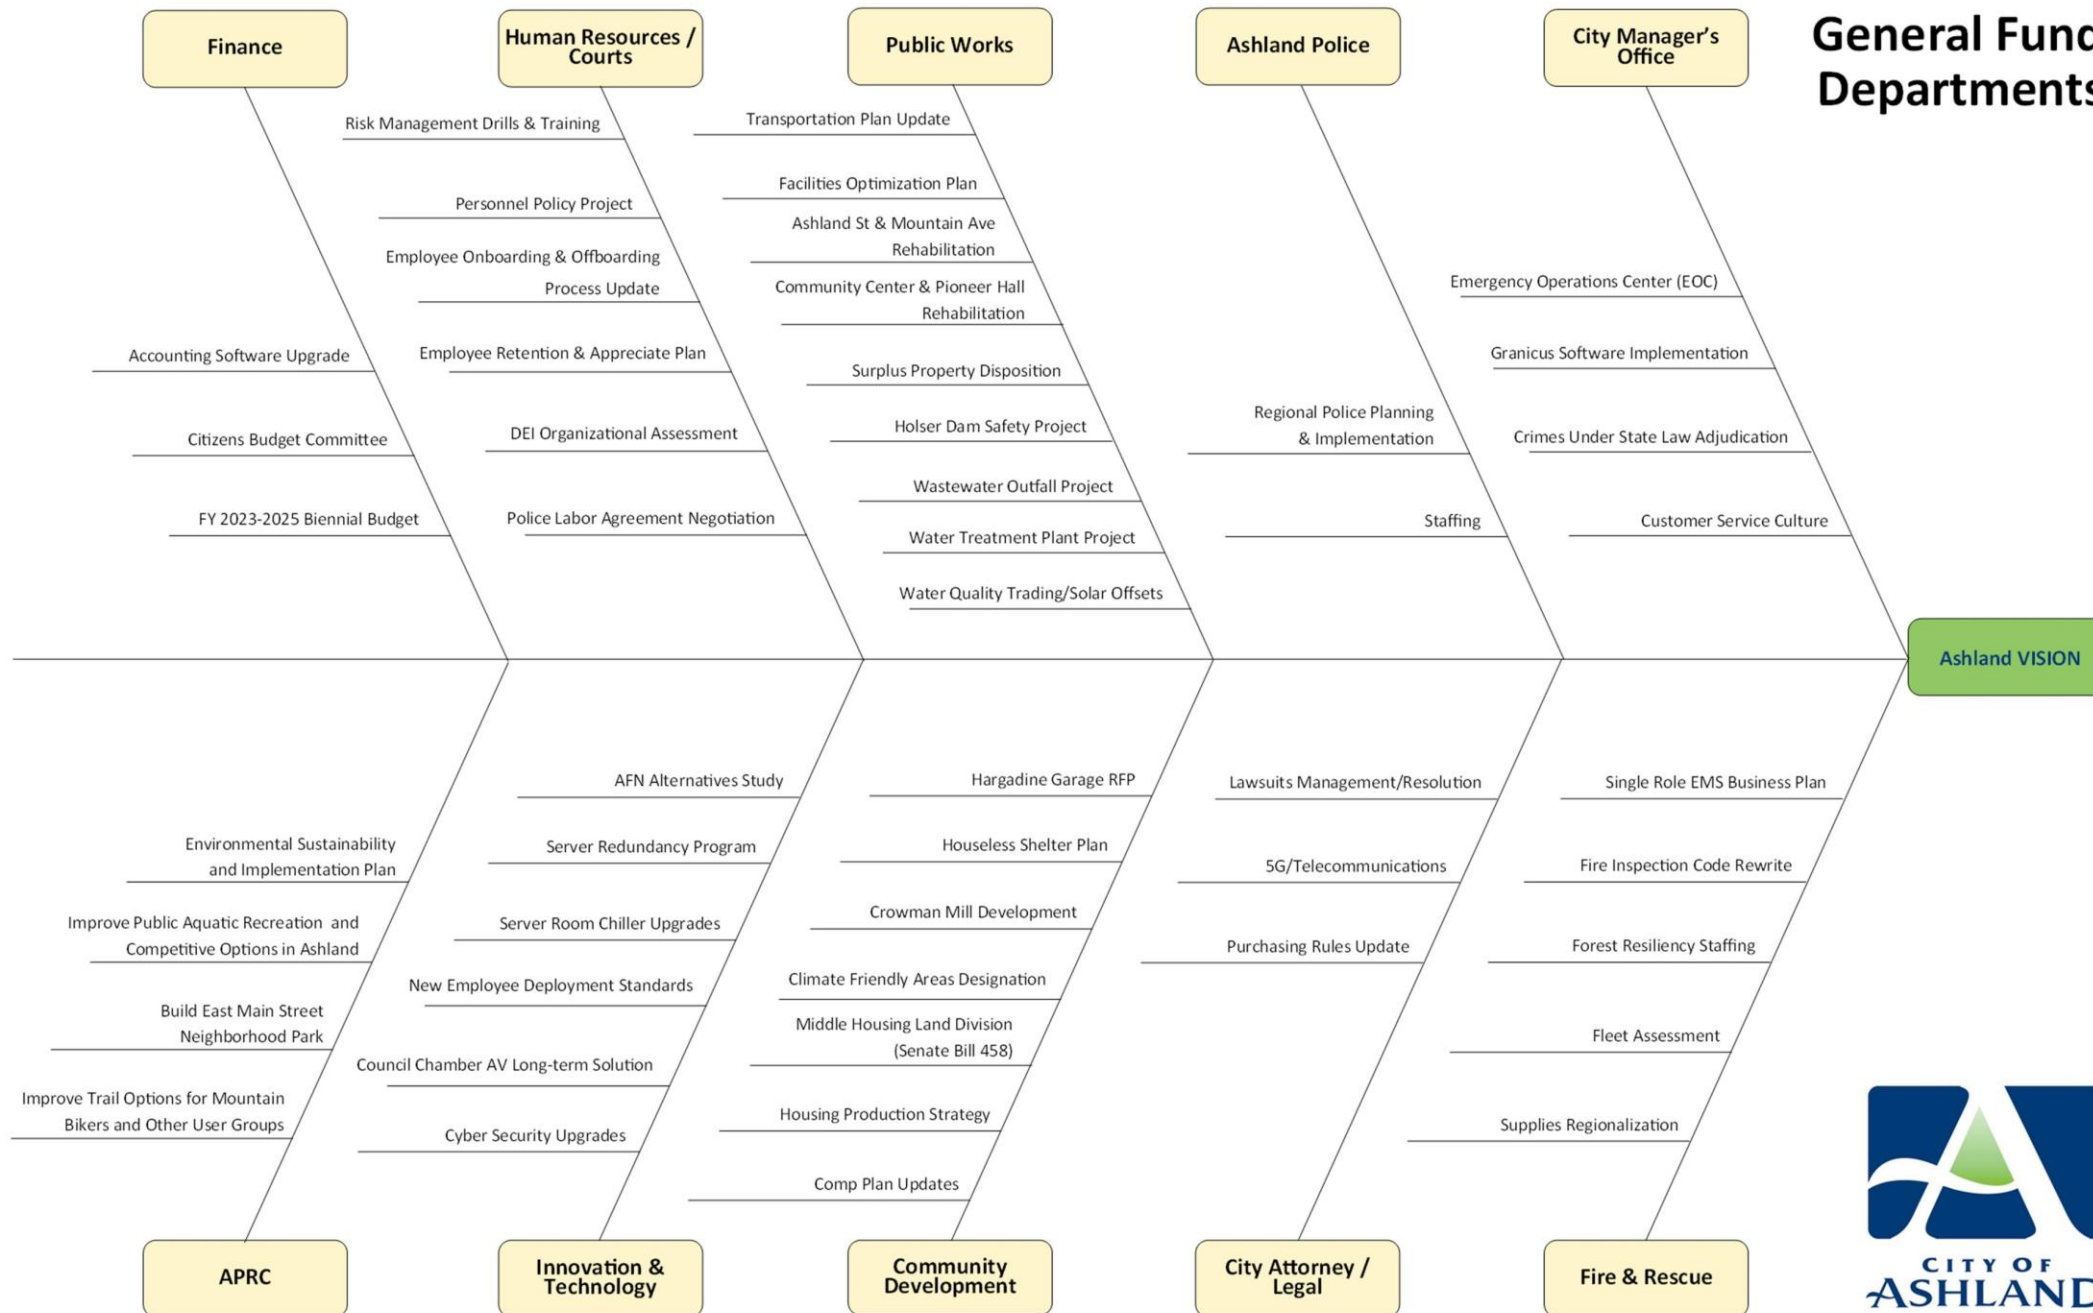 Finance
Human Resources /
Courts
Public Works
Ashland Police
City Manager's
Office
General Fund
Departments
Accounting Software Upgrade
Citizens Budget Committee
FY 2023-2025 Biennial Budget
Risk Management Drills & Training
Personnel Policy Project
Employee Onboarding & Offboarding
Process Update
Employee Retention & Appreciate Plan
DEI Organizational Assessment
Police Labor Agreement Negotiation
Transportation Plan Update
Facilities Optimization Plan
Ashland St & Mountain Ave
Rehabilitation
Community Center & Pioneer Hall
Rehabilitation
Surplus Property Disposition
Holser Dam Safety Project
Wastewater Outfall Project
Water Treatment Plant Project
Water Quality Trading/Solar Offsets
Regional Police Planning
& Implementation
Staffing
Emergency Operations Center (EOC)
Granicus Software Implementation
Crimes Under State Law Adjudication
Customer Service Culture
Ashland VISION
Environmental Sustainability
and Implementation Plan
Improve Public Aquatic Recreation and
Competitive Options in Ashland
Build East Main Street
Neighborhood Park
Improve Trail Options for Mountain
Bikers and Other User Groups
AFN Alternatives Study
Server Redundancy Program
Server Room Chiller Upgrades
New Employee Deployment Standards
Council Chamber AV Long-term Solution
Cyber Security Upgrades
Hargadine Garage RFP
Houseless Shelter Plan
Crowman Mill Development
Climate Friendly Areas Designation
Middle Housing Land Division
(Senate Bill 458)
Housing Production Strategy
Comp Plan Updates
Lawsuits Management/Resolution
5G/Telecommunications
Purchasing Rules Update
Single Role EMS Business Plan
Fire Inspection Code Rewrite
Forest Resiliency Staffing
Fleet Assessment
Supplies Regionalization
APRC
Innovation &
Technology
Community
Development
City Attorney /
Legal
Fire & Rescue
CITY OF
ASHLAND